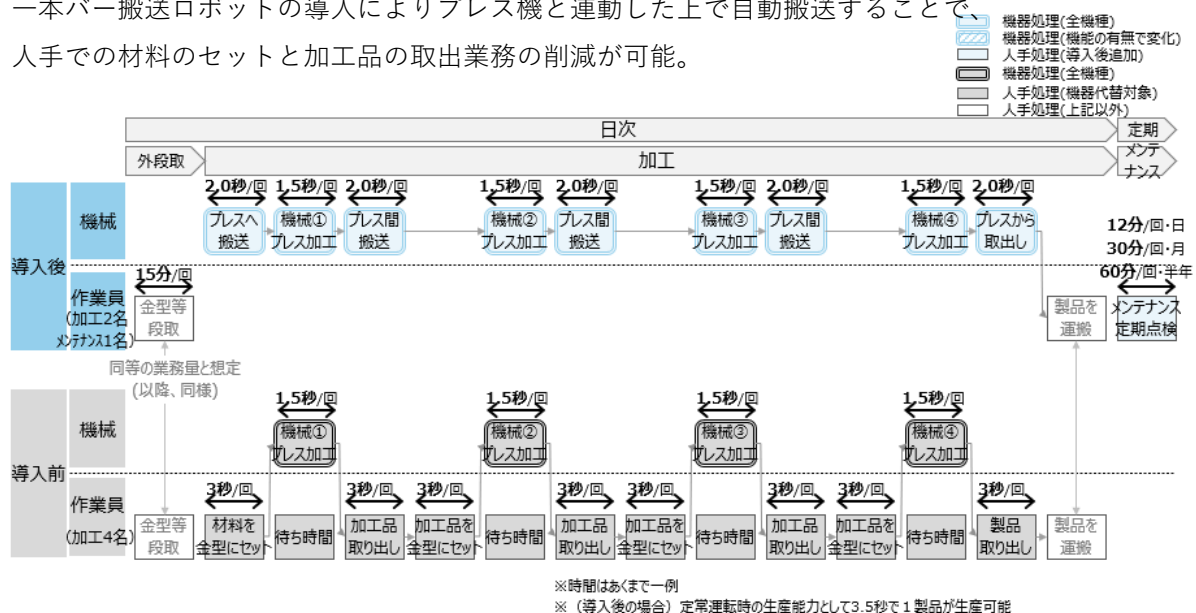 一本バー搬送ロボットの導入によりプレス機と連動した上で自動搬送することで、
人手での材料のセットと加工品の取出業務の削減が可能。
機器処理(全機種)
機器処理(機能の有無で変化)
人手処理(導入後追加)
機器処理(全機種)
人手処理(機器代替対象)
人手処理(上記以外)
日次
定期
外段取
加工
メンテ
ナンス
導入後
機械
2.0秒/回 1.5秒/回 2.0秒/回 1.5秒/回 2.0秒/回 1.5秒/回 2.0秒/回 1.5秒/回 2.0秒/回
プレスへ
搬送
機械①
プレス加工
プレス間
搬送
機械②
プレス加工
プレス間
搬送
機械③
プレス加工
プレス間
搬送
機械④
プレス加工
プレスから
取出し
12分/回・日
30分/回・月
60分/回・半年
作業員
(加工2名
メンテナンス1名)
15分/回
金型等
段取
製品を
運搬
メンテナンス
定期点検
同等の業務量と想定
(以降、同様)
導入前
機械
1.5秒/回 1.5秒/回 1.5秒/回 1.5秒/回
機械①
プレス加工
機械②
プレス加工
機械③
プレス加工
機械④
プレス加工
作業員
(加工4名)
3秒/回 3秒/回 3秒/回 3秒/回 3秒/回 3秒/回 3秒/回 3秒/回
金型等
段取
材料を
金型にセット
待ち時間
加工品
取り出し
加工品を
金型にセット
待ち時間
加工品
取り出し
加工品を
金型にセット
待ち時間
加工品
取り出し
加工品を
金型にセット
待ち時間
製品
取り出し
製品を
運搬
※時間はあくまで一例
※（導入後の場合）定常運転時の生産能力として3.5秒で1製品が生産可能